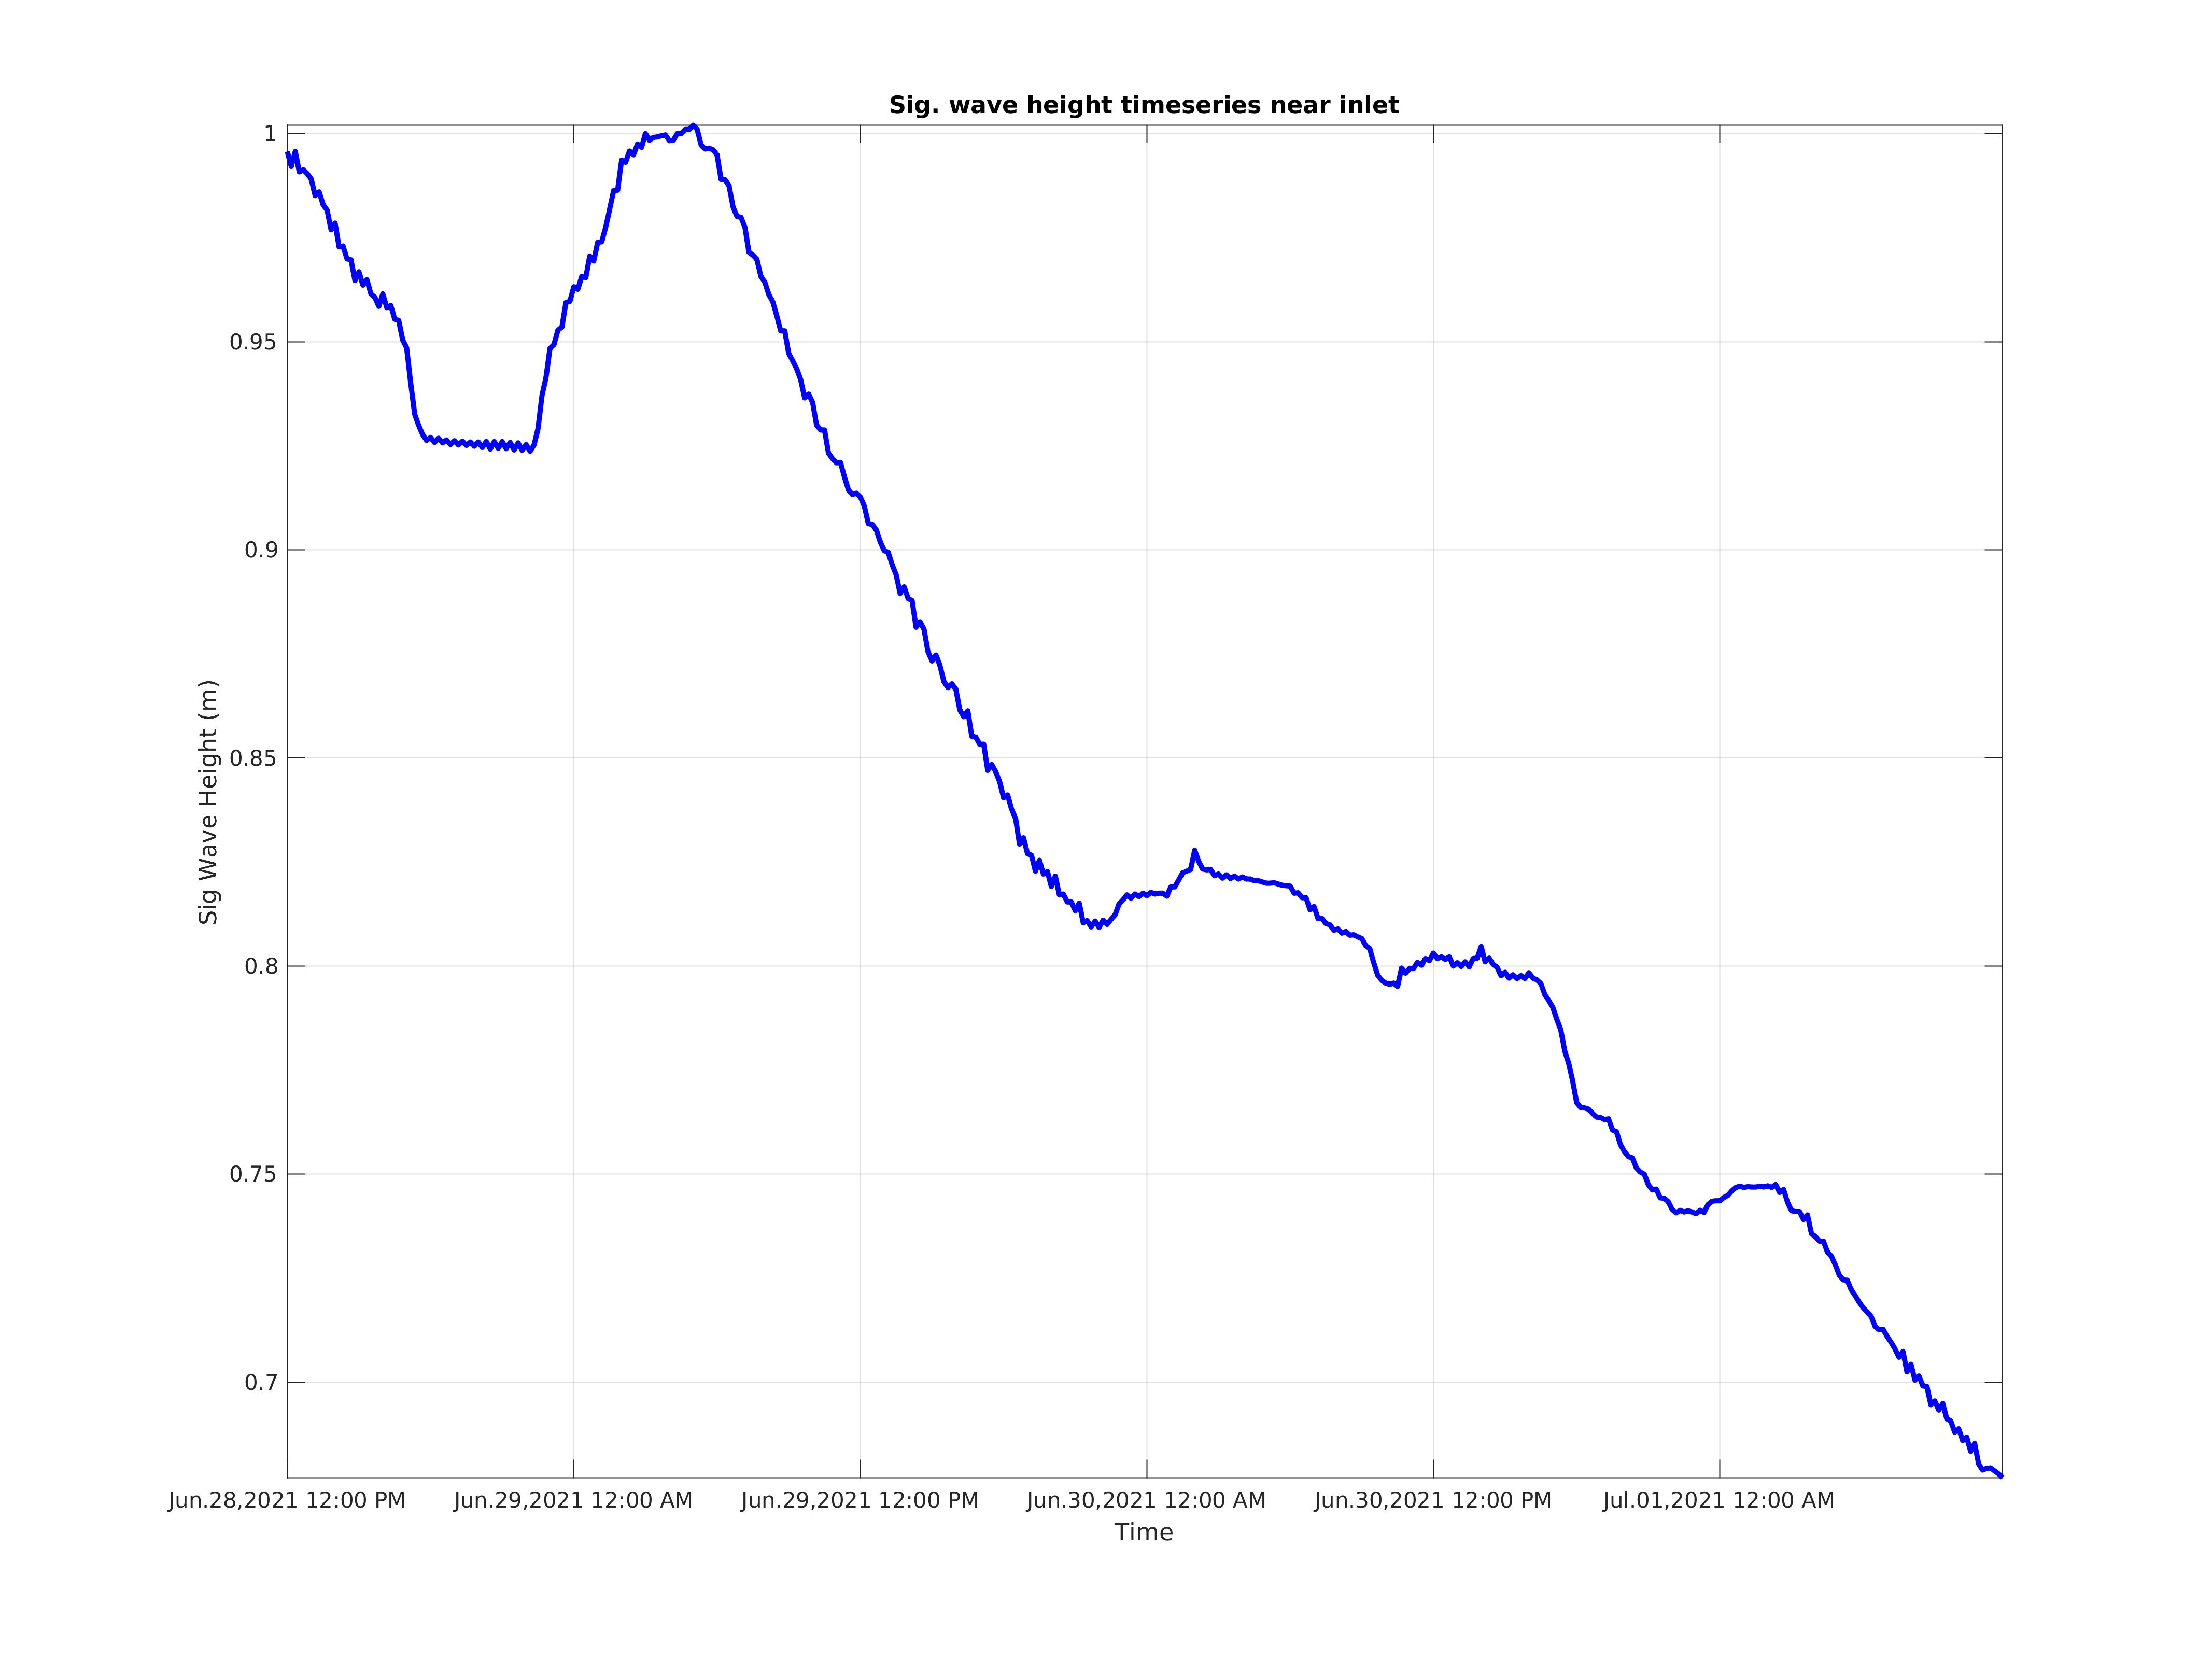 Sig. wave height timeseries near inlet
1
0.95
0.9
0.85
0.8
0.75
0.7
Sig Wave Height (m)
Jun.28,2021 12:00 PM
Jun.29,2021 12:00 AM
Jun.29,2021 12:00 PM
Jun.30,2021 12:00 AM
Jun.30,2021 12:00 PM
Jul.01,2021 12:00 AM
Time